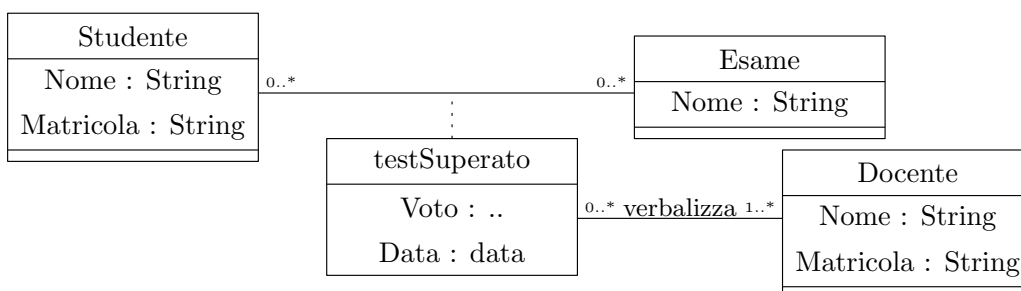 Studente
Nome : String
Matricola : String
0..*
0..*
Esame
Nome : String
testSuperato
Voto : ..
Data : data
0..* verbalizza 1..*
Docente
Nome : String
Matricola : String